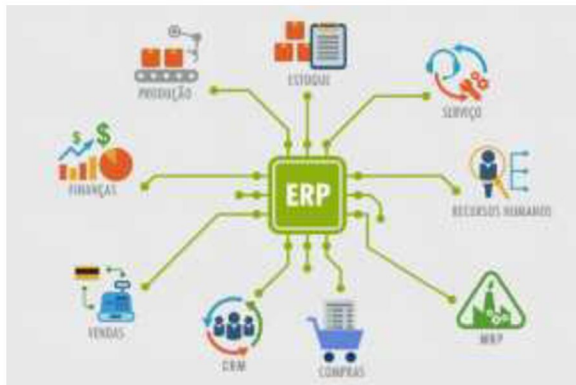 ESTOQUE
PRODUÇÃO
SERVIÇO
FINANÇAS
ERP
RECURSOS HUMANOS
VENDAS
CRM
COMPRAS
MRP